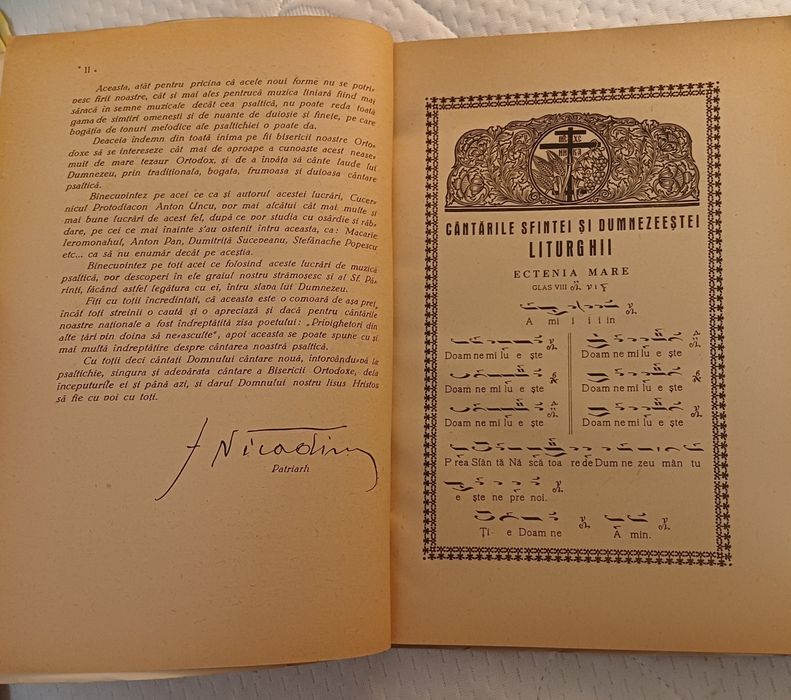 * II *
Aceasta, atât pentru pricina că acele noui forme nu se potri-
vesc firii noastre, cât si mai ales pentrucă muzica liniară fiind mai
săracă in semne muzicale decât cea psaltică, nu poate reda toată
gama de simțiri omenești si de nuanțe de duioșie și finețe, pe care
bogăția de tonuri melodice ale psaltichiei o poate da.
Deaceia îndemn din toată inima pe fii bisericii noastre Orto-
doxe să se intereseze cât mai de aproape a cunoaște acest nease-
muit de mare tezaur Ortodox, și de a învăța să cânte laude lui
Dumnezeu, prin tradiționala, bogata, frumoasa și duioasa cântare
psaltică.
Binecuvintez pe acei ce ca și autorul acestei lucrări, Cucer-
nicul Protodiacon Anton Uncu, vor mai alcătui cât mai multe și
mai bune lucrări de acest fel, după ce vor studia cu osârdie si răb-
dare, pe cei ce mai înainte s'au ostenit întru aceasta, ca: Macarie
Ieromonahul, Anton Pan, Dumitriță Suceveanu, Stefănache Popescu
etc... ca să nu enumăr decât pe aceștia.
Binecuvintez pe toți acei ce folosind aceste lucrări de muzică
psaltică, vor descoperi în ele graiul nostru strămoșesc și al Sf. Pă-
rinți, făcând astfel legătura cu ei, întru slava lui Dumnezeu.
Fiți cu toții incredințați, că aceasta este o comoară de așa preț,
încât toți streinii o caută și o apreciază și dacă pentru cântările
noastre naționale a fost îndreptățită zisa poetului: „Privighetori din
alte țări vin doina să ne-asculte", apoi aceasta se poate spune cu și
mai multă îndreptățire despre cântarea noastră psaltică.
Cu toții deci cântați Domnului cântare nouă, întorcându-vă la
psaltichie, singura și adevărata cântare a Bisericii Ortodoxe, dela
începuturile ei și până azi, și darul Domnului nostru Iisus Hristos
să fie cu voi cu toți.
† Nicodim
Patriarh
CÂNTĂRILE SFINTEI ȘI DUMNEZEEȘTEI
LITURGHII
ECTENIA MARE
GLAS VIII
A m i i i in
Doam ne mi lu e ște Doam ne mi lu e ște
Doam ne mi lu e ște Doam ne mi lu e ște
Doam ne mi lu e ște Doam ne mi lu e ște
P rea Sfân tă Nă scă toa re de Dum ne zeu mân tu
e ște ne pre noi.
Ți- e Doam ne A min.